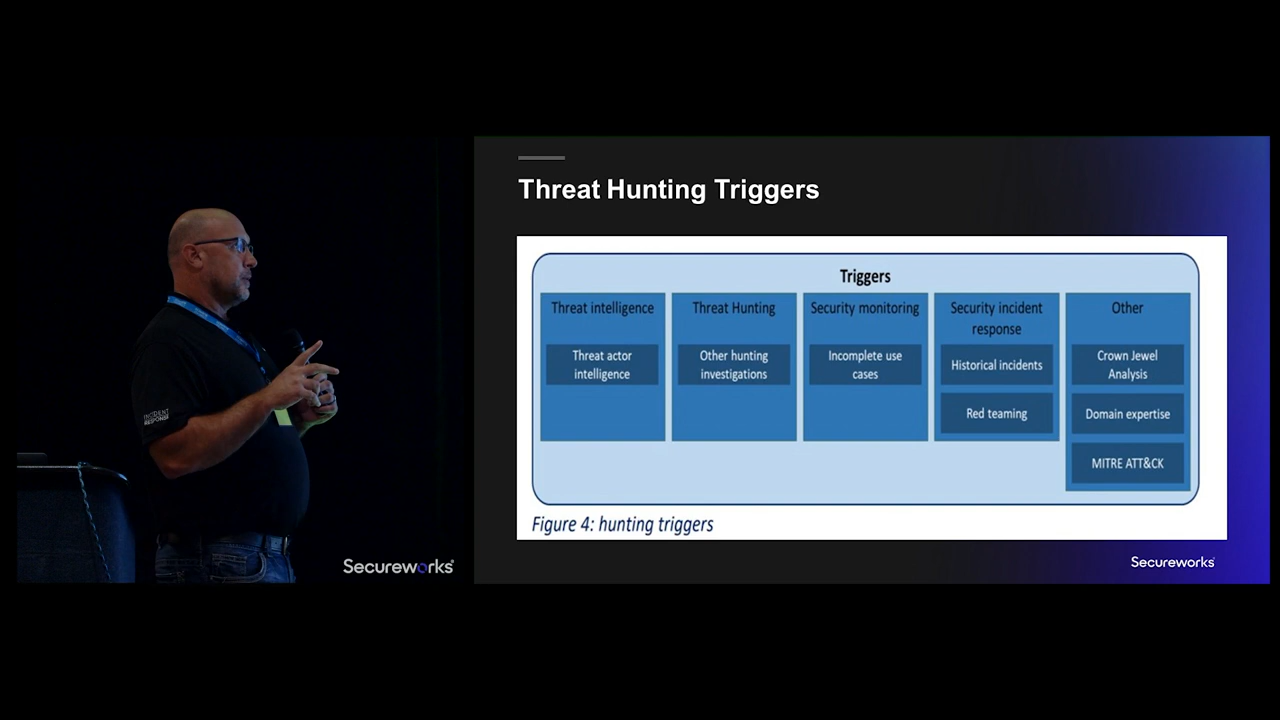 INCIDENT
RESPONSE
Secureworks
Threat Hunting Triggers
Triggers
Threat intelligence
Threat actor
intelligence
Threat Hunting
Other hunting
investigations
Security monitoring
Incomplete use
cases
Security incident
response
Historical incidents
Red teaming
Other
Crown Jewel
Analysis
Domain expertise
MITRE ATT&CK
Figure 4: hunting triggers
Secureworks